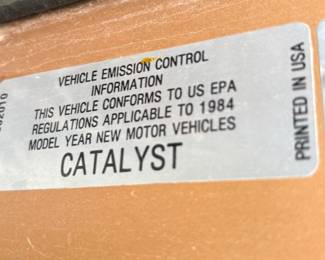 VEHICLE EMISSION CONTROL
INFORMATION
THIS VEHICLE CONFORMS TO US EPA
REGULATIONS APPLICABLE TO 1984
MODEL YEAR NEW MOTOR VEHICLES
CATALYST
PRINTED IN USA